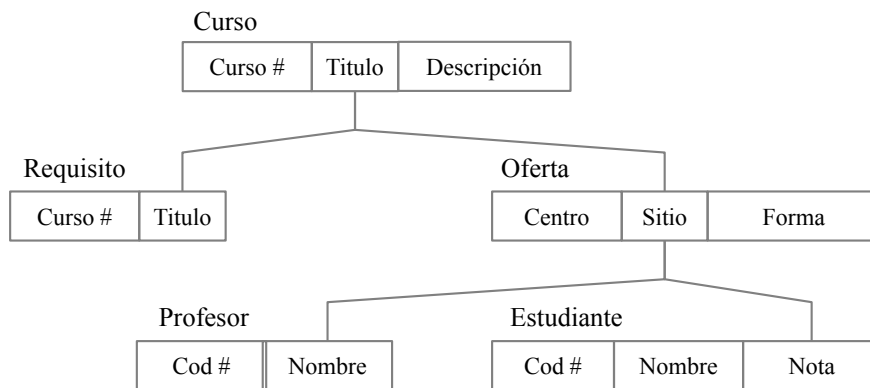 Curso
Curso # Titulo Descripción
Requisito Oferta
Curso # Titulo Centro Sitio Forma
Profesor Estudiante
Cod # Nombre Cod # Nombre Nota